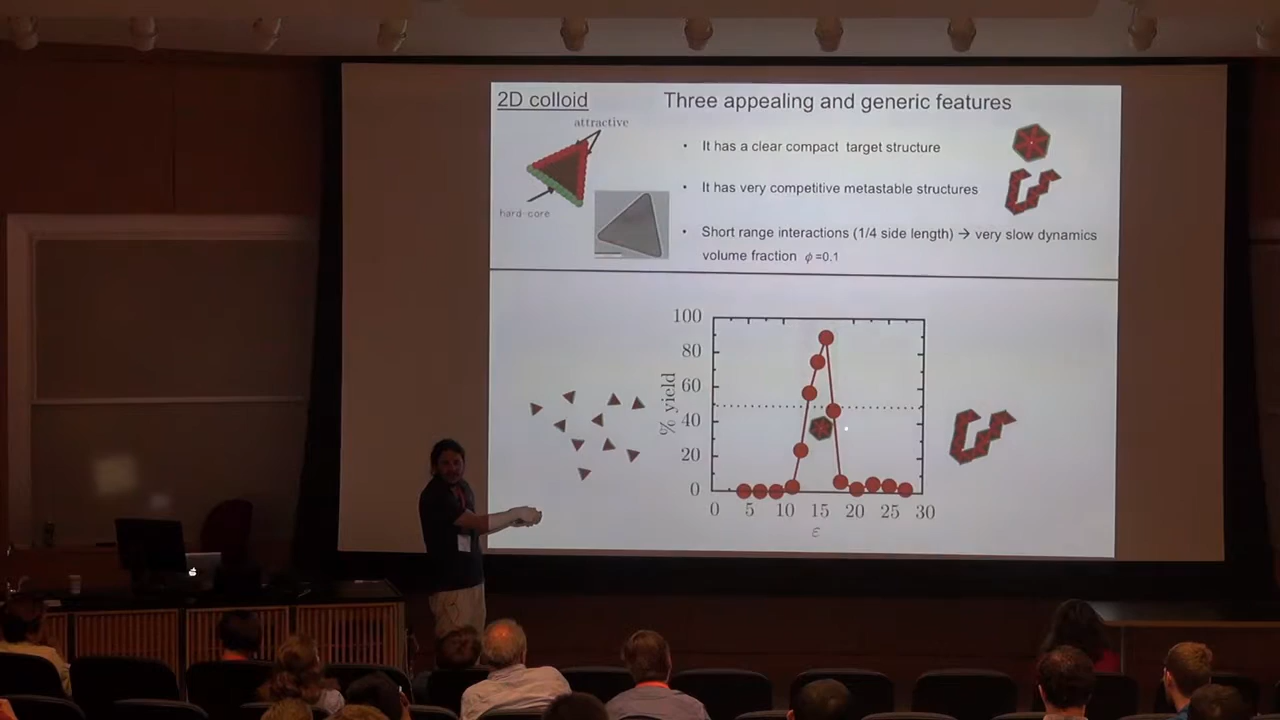 2D colloid
Three appealing and generic features
attractive
hard-core
• It has a clear compact target structure
• It has very competitive metastable structures
• Short range interactions (1/4 side length) → very slow dynamics
volume fraction ϕ=0.1
% yield
100
80
60
40
20
0
0 5 10 15 20 25 30
ε